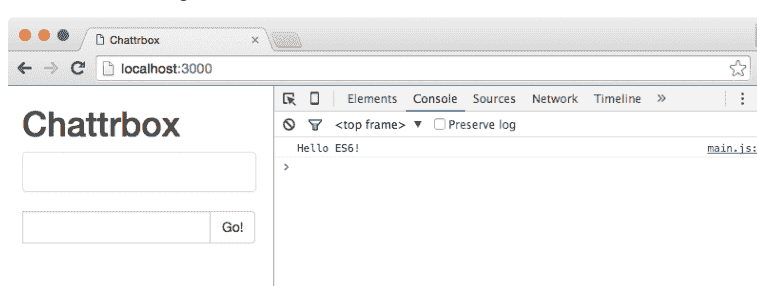 Chattrbox
localhost:3000
Elements Console Sources Network Timeline »
<top frame> ▼ Preserve log
Chattrbox
Hello ES6! main.js:
>
Go!